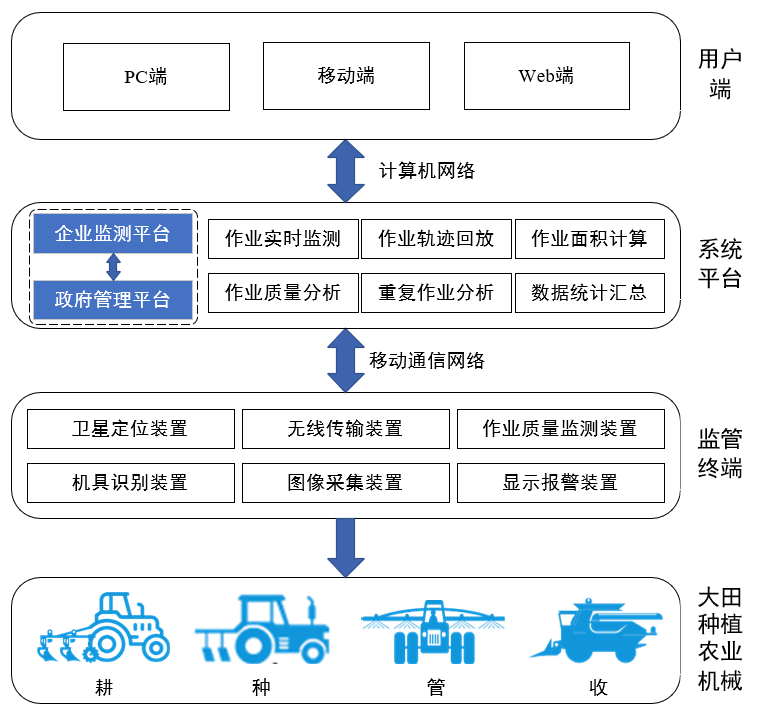 PC端
移动端
Web端
用户
端
计算机网络
企业监测平台
政府管理平台
作业实时监测
作业轨迹回放
作业面积计算
作业质量分析
重复作业分析
数据统计汇总
系统
平台
移动通信网络
卫星定位装置
无线传输装置
作业质量监测装置
机具识别装置
图像采集装置
显示报警装置
监管
终端
耕
种
管
收
大田
种植
农业
机械